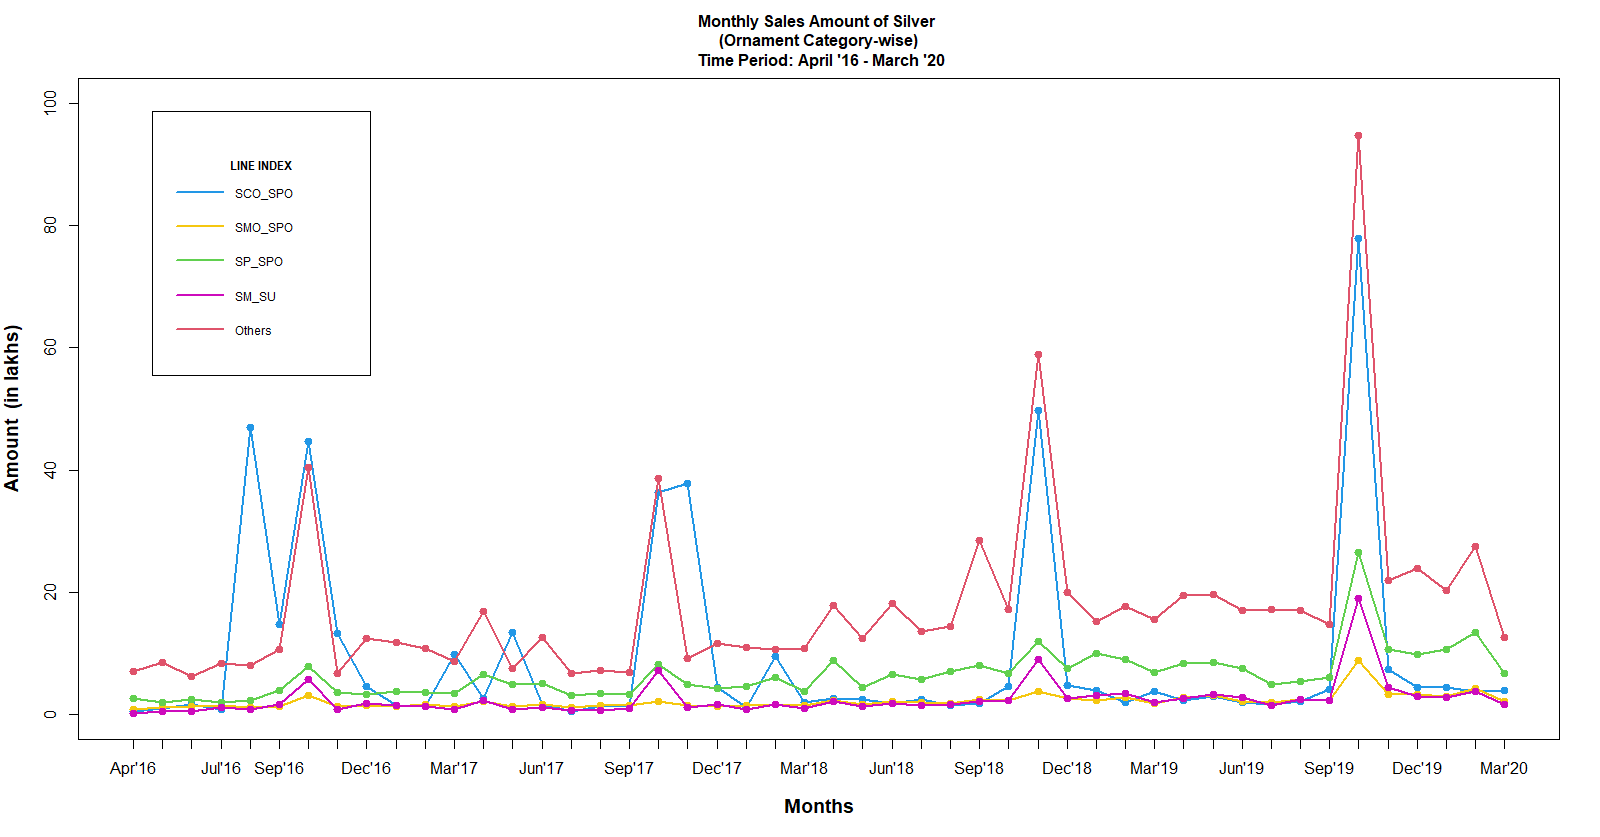 Monthly Sales Amount of Silver
(Ornament Category-wise)
Time Period: April '16 - March '20
100
80
60
40
20
0
Amount (in lakhs)
LINE INDEX
SCO_SPO
SMO_SPO
SP_SPO
SM_SU
Others
Apr'16 Jul'16 Sep'16 Dec'16 Mar'17 Jun'17 Sep'17 Dec'17 Mar'18 Jun'18 Sep'18 Dec'18 Mar'19 Jun'19 Sep'19 Dec'19 Mar'20
Months